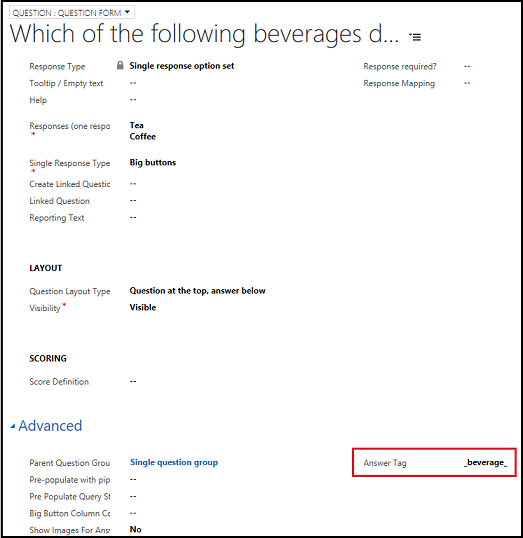 QUESTION : QUESTION FORM
Which of the following beverages d...
Response Type Single response option set Response required? --
Tooltip / Empty text -- Response Mapping --
Help --
Responses (one respo * Tea
Coffee
Single Response Type * Big buttons
Create Linked Questic --
Linked Question --
Reporting Text --
LAYOUT
Question Layout Type Question at the top, answer below
Visibility * Visible
SCORING
Score Definition --
Advanced
Parent Question Grou Single question group Answer Tag _beverage_
Pre-populate with pip --
Pre Populate Query St --
Big Button Column Cc --
Show Images For Ansv No